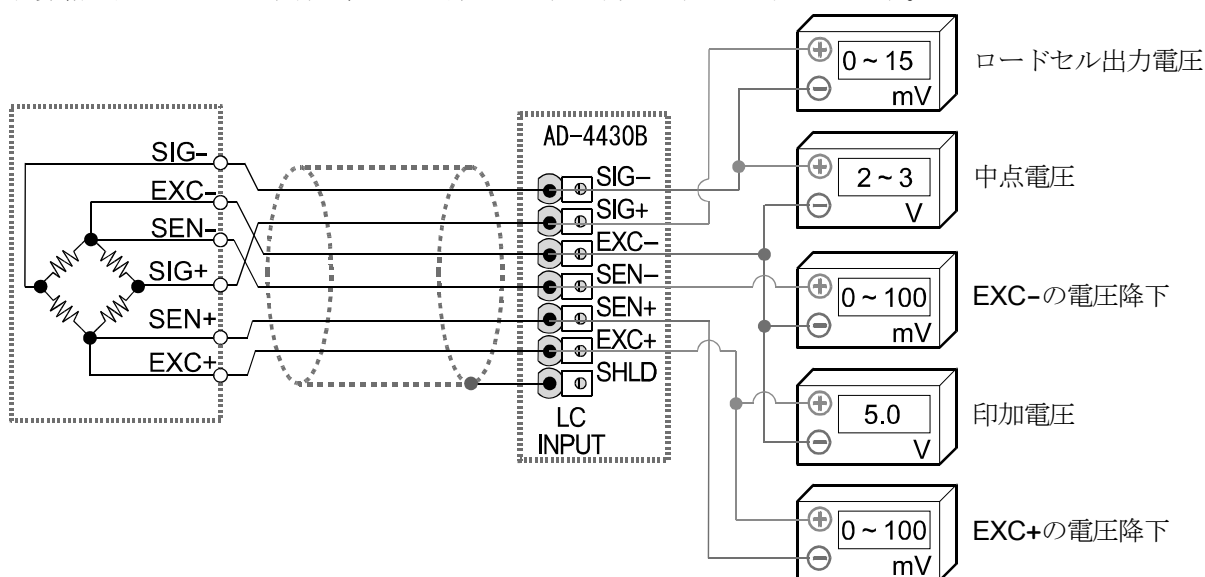 SIG-
EXC-
SEN-
SIG+
SEN+
EXC+
AD-4430B
SIG-
SIG+
EXC-
SEN-
SEN+
EXC+
SHLD
LC
INPUT
0~15
mV
ロードセル出力電圧
2~3
V
中点電圧
0~100
mV
EXC-の電圧降下
5.0
V
印加電圧
0~100
mV
EXC+の電圧降下